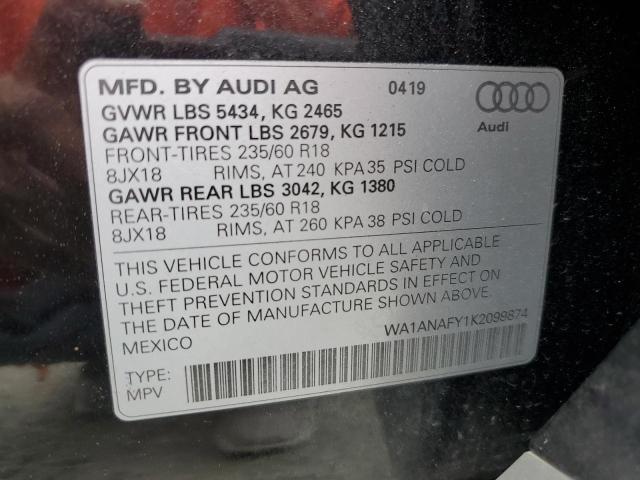 MFD. BY AUDI AG 0419
GVWR LBS 5434, KG 2465
GAWR FRONT LBS 2679, KG 1215
Audi
FRONT-TIRES 235/60 R18
8JX18 RIMS, AT 240 KPA 35 PSI COLD
GAWR REAR LBS 3042, KG 1380
REAR-TIRES 235/60 R18
8JX18 RIMS, AT 260 KPA 38 PSI COLD
THIS VEHICLE CONFORMS TO ALL APPLICABLE
U.S. FEDERAL MOTOR VEHICLE SAFETY AND
THEFT PREVENTION STANDARDS IN EFFECT ON
THE DATE OF MANUFACTURE SHOWN ABOVE.
MEXICO
WA1ANAFY1K2099874
TYPE:
MPV